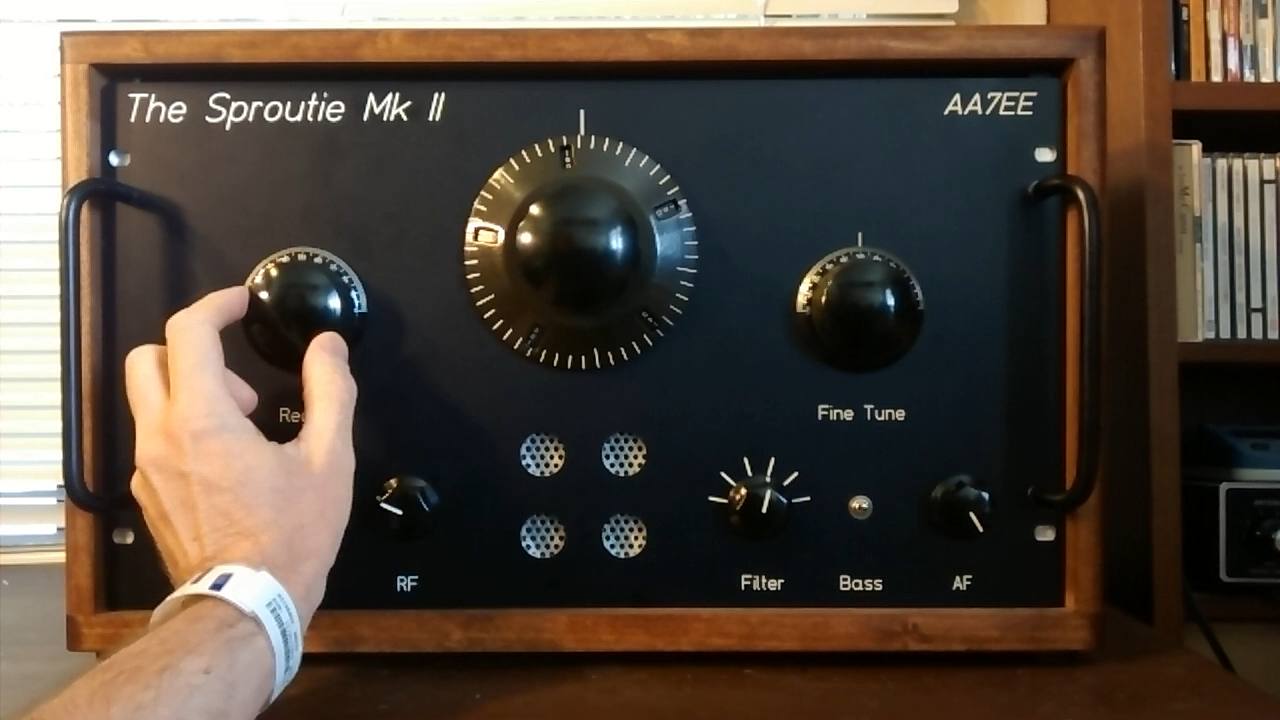 The Sproutie Mk II
AA7EE
Fine Tune
RF
Filter
Bass
AF